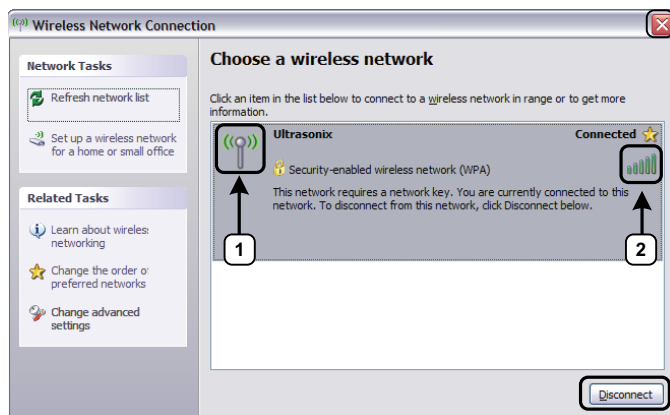 Wireless Network Connection
Network Tasks
Refresh network list
Set up a wireless network
for a home or small office
Related Tasks
Learn about wireless
networking
Change the order of
preferred networks
Change advanced
settings
Choose a wireless network
Click an item in the list below to connect to a wireless network in range or to get more
information.
Ultrasonix
Connected
Security-enabled wireless network (WPA)
This network requires a network key. You are currently connected to this
network. To disconnect from this network, click Disconnect below.
1
2
Disconnect